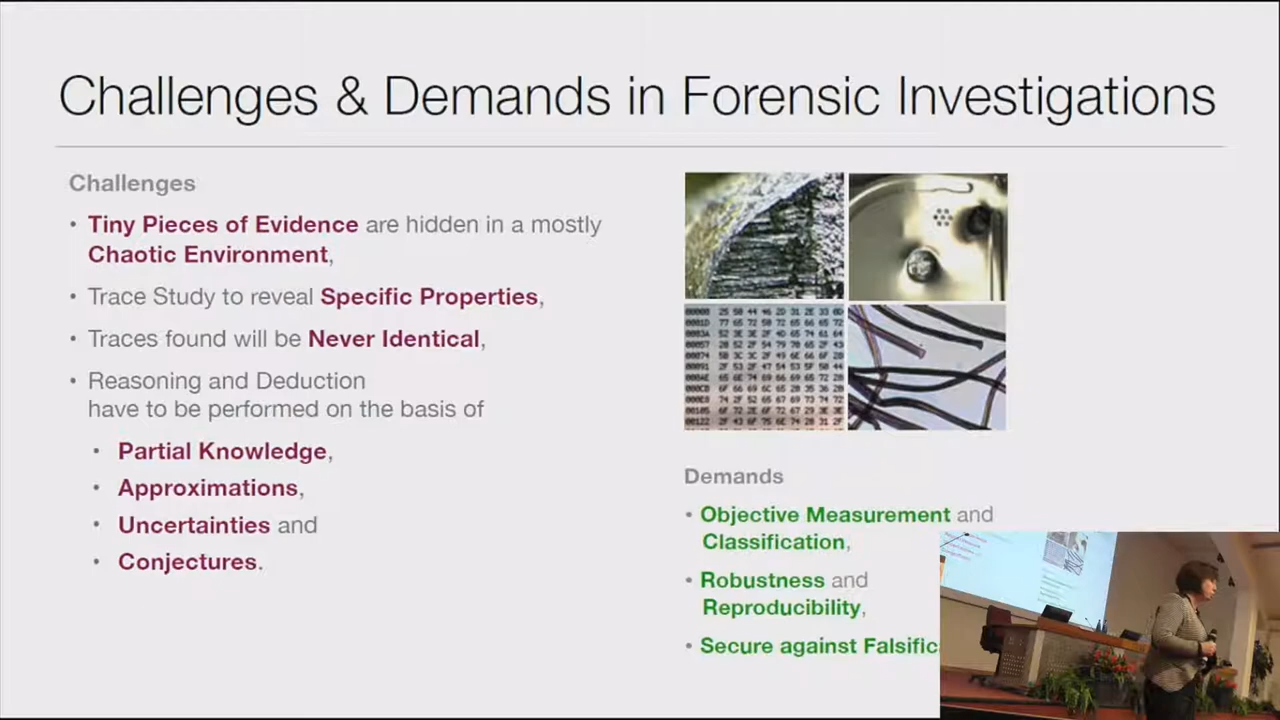 Challenges & Demands in Forensic Investigations
Challenges
• Tiny Pieces of Evidence are hidden in a mostly
Chaotic Environment,
• Trace Study to reveal Specific Properties,
• Traces found will be Never Identical,
• Reasoning and Deduction
have to be performed on the basis of
• Partial Knowledge,
• Approximations,
• Uncertainties and
• Conjectures.
Demands
• Objective Measurement and
Classification,
• Robustness and
Reproducibility,
• Secure against